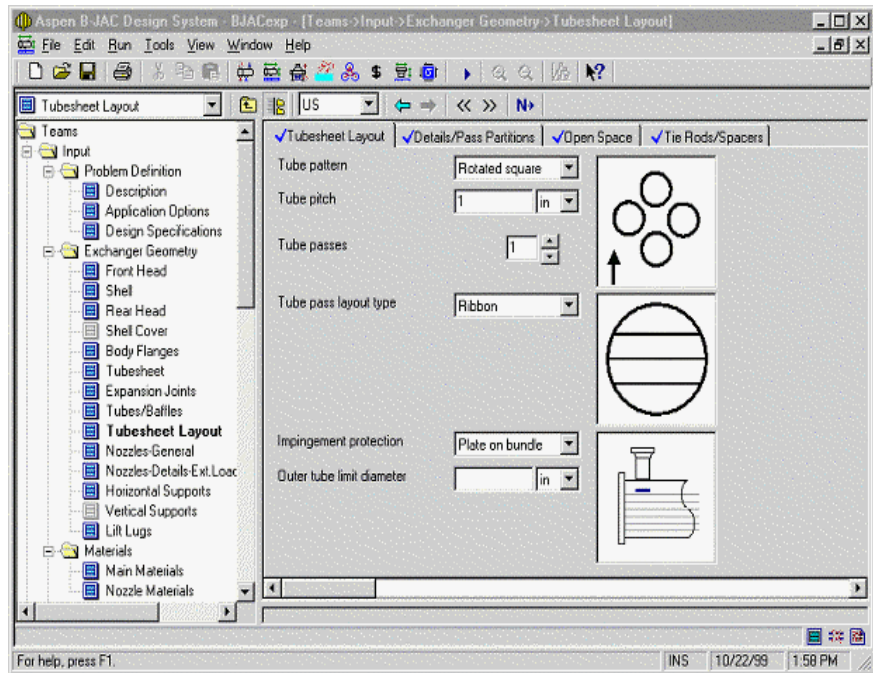 Aspen B-JAC Design System - BJACexp - [Teams->Input->Exchanger Geometry->Tubesheet Layout]
File Edit Run Tools View Window Help
$
Tubesheet Layout
US
N
Teams
Input
Problem Definition
Description
Application Options
Design Specifications
Exchanger Geometry
Front Head
Shell
Rear Head
Shell Cover
Body Flanges
Tubesheet
Expansion Joints
Tubes/Baffles
Tubesheet Layout
Nozzles-General
Nozzles-Details-Ext.Loac
Horizontal Supports
Vertical Supports
Lift Lugs
Materials
Main Materials
Nozzle Materials
Tubesheet Layout Details/Pass Partitions Open Space Tie Rods/Spacers
Tube pattern Rotated square
Tube pitch 1 in
Tube passes 1
Tube pass layout type Ribbon
Impingement protection Plate on bundle
Outer tube limit diameter in
For help, press F1. INS 10/22/99 1:58 PM